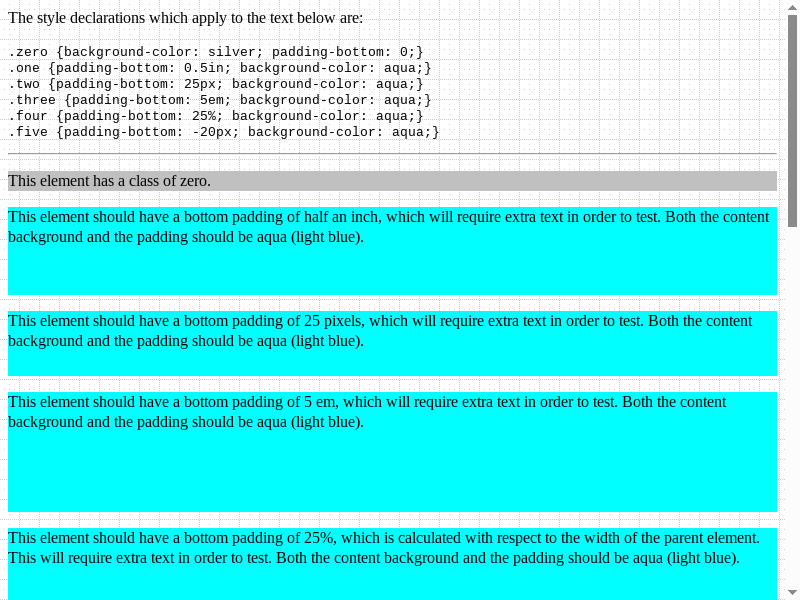 The style declarations which apply to the text below are:
.zero {background-color: silver; padding-bottom: 0;}
.one {padding-bottom: 0.5in; background-color: aqua;}
.two {padding-bottom: 25px; background-color: aqua;}
.three {padding-bottom: 5em; background-color: aqua;}
.four {padding-bottom: 25%; background-color: aqua;}
.five {padding-bottom: -20px; background-color: aqua;}
This element has a class of zero.
This element should have a bottom padding of half an inch, which will require extra text in order to test. Both the content
background and the padding should be aqua (light blue).
This element should have a bottom padding of 25 pixels, which will require extra text in order to test. Both the content
background and the padding should be aqua (light blue).
This element should have a bottom padding of 5 em, which will require extra text in order to test. Both the content
background and the padding should be aqua (light blue).
This element should have a bottom padding of 25%, which is calculated with respect to the width of the parent element.
This will require extra text in order to test. Both the content background and the padding should be aqua (light blue).